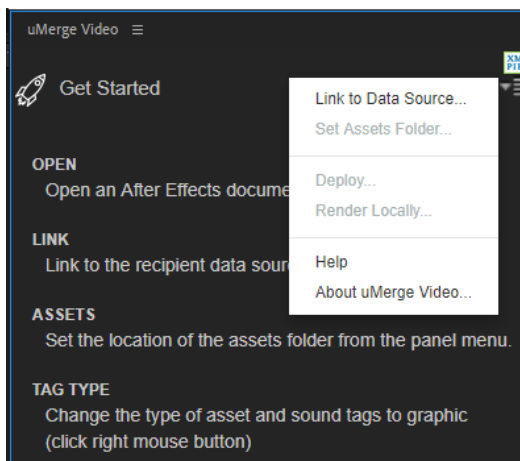 uMerge Video
Get Started
Link to Data Source...
Set Assets Folder...
Deploy...
Render Locally...
Help
About uMerge Video...
OPEN
Open an After Effects docume
LINK
Link to the recipient data sour
ASSETS
Set the location of the assets folder from the panel menu.
TAG TYPE
Change the type of asset and sound tags to graphic
(click right mouse button)